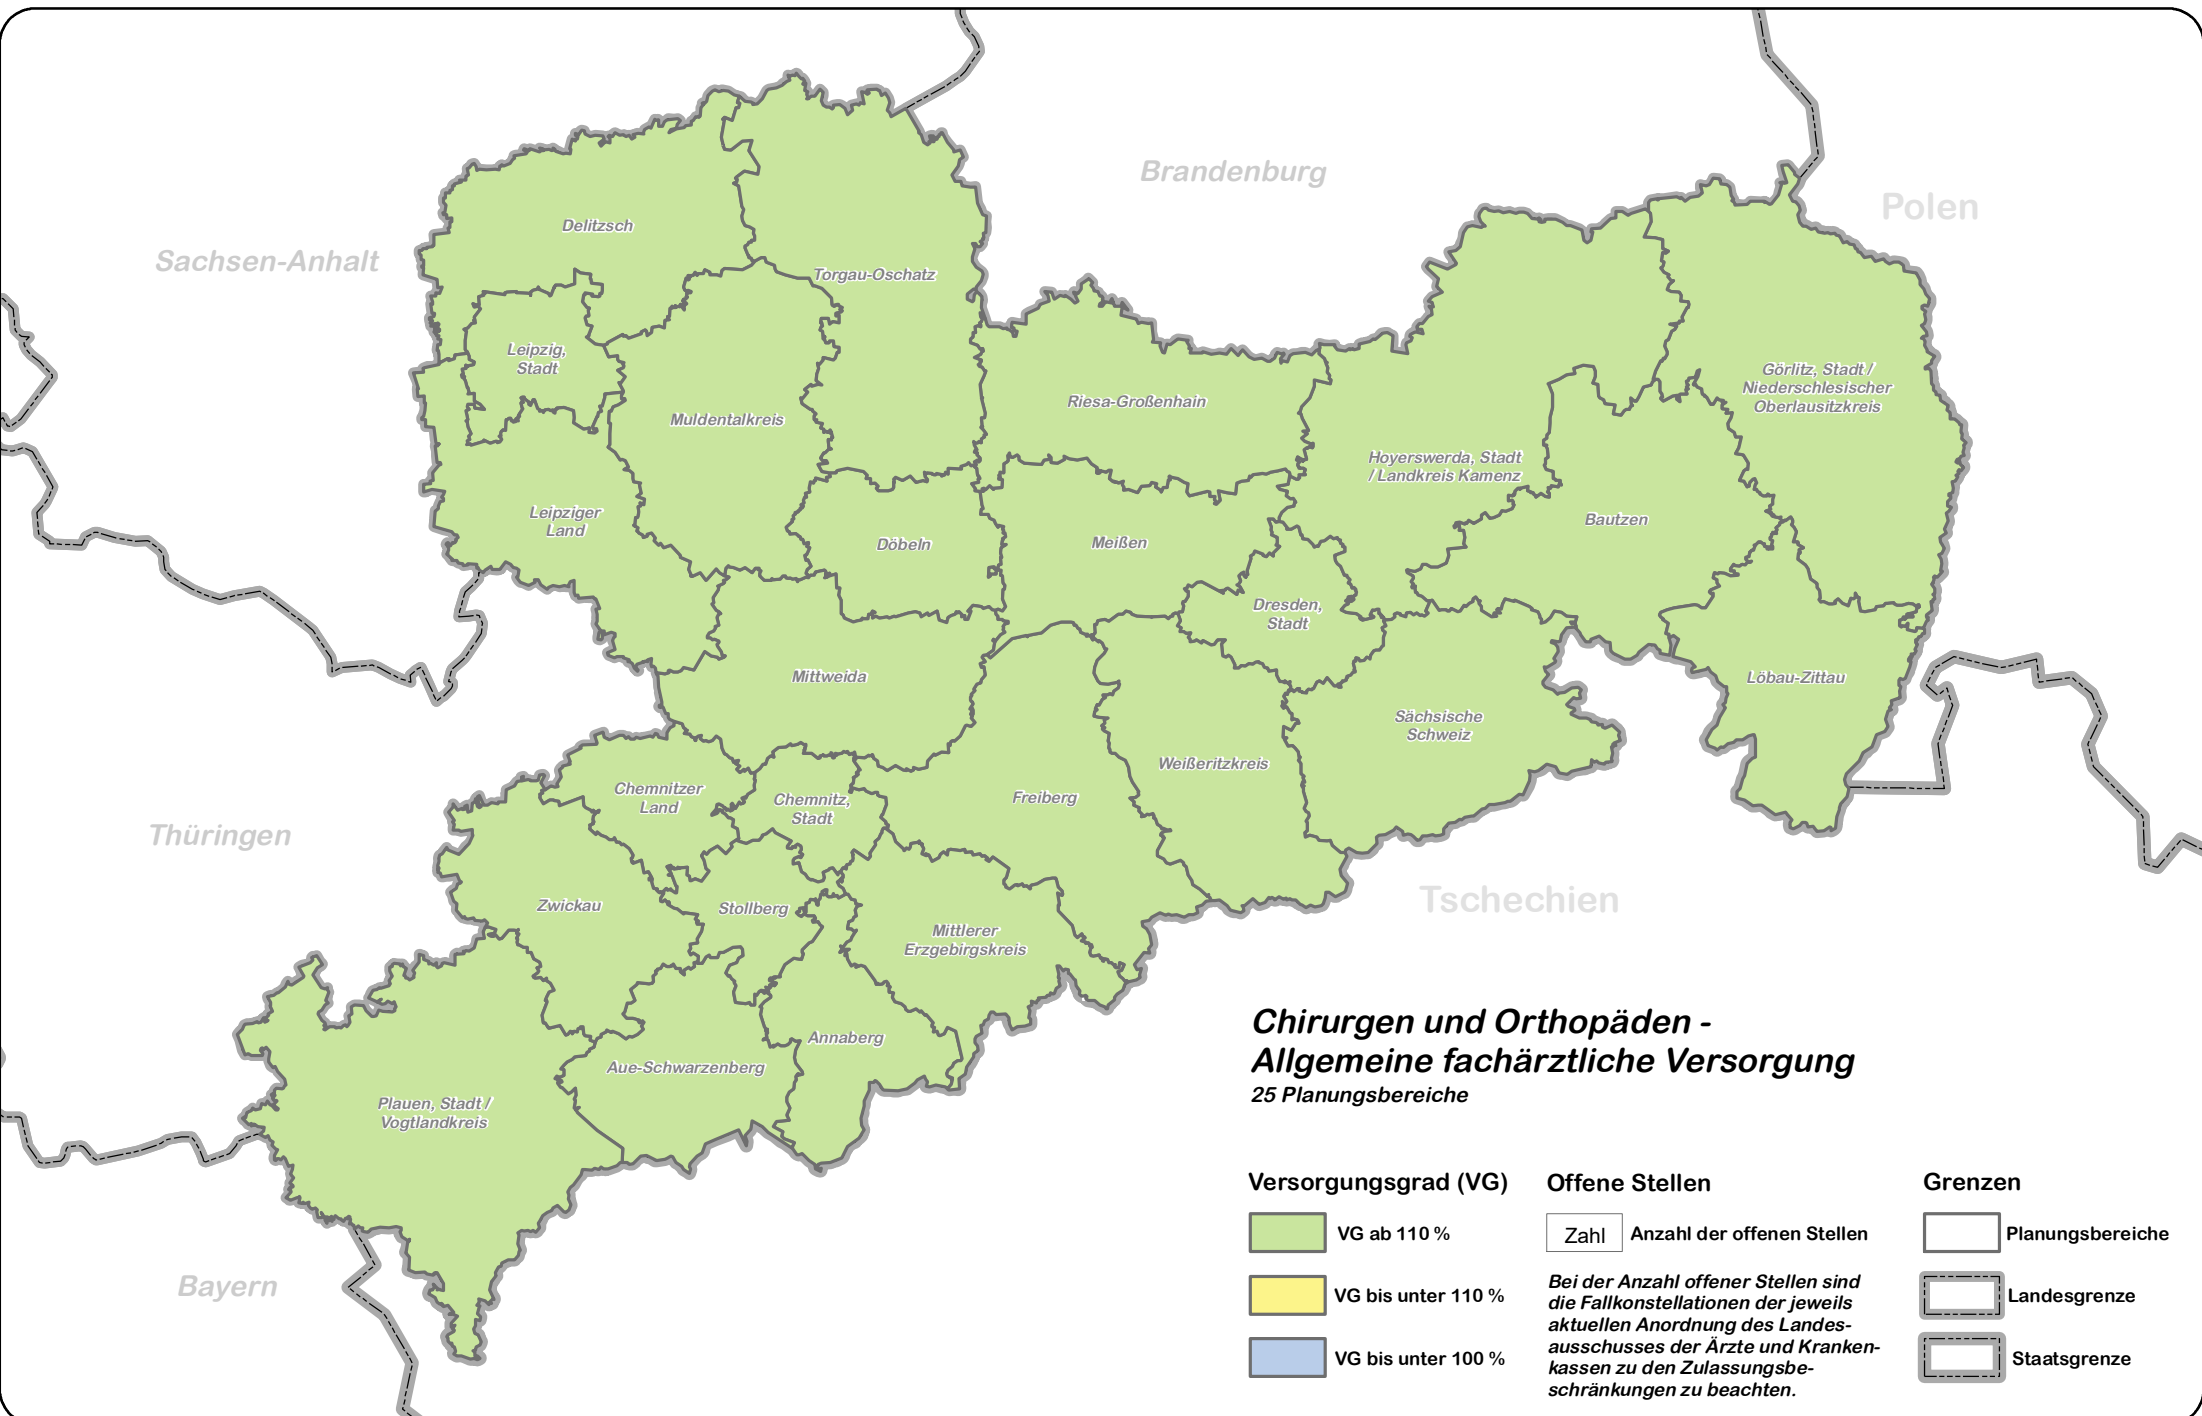 Brandenburg
Polen
Sachsen-Anhalt
Delitzsch
Torgau-Oschatz
Leipzig,
Stadt
Görlitz, Stadt /
Niederschlesischer
Oberlausitzkreis
Riesa-Großenhain
Muldentalkreis
Hoyerswerda, Stadt
/ Landkreis Kamenz
Leipziger
Land
Bautzen
Döbeln
Meißen
Dresden,
Stadt
Mittweida
Löbau-Zittau
Sächsische
Schweiz
Weißeritzkreis
Chemnitzer
Land
Chemnitz,
Stadt
Freiberg
Thüringen
Zwickau
Stollberg
Tschechien
Mittlerer
Erzgebirgskreis
Annaberg
Aue-Schwarzenberg
Plauen, Stadt /
Vogtlandkreis
Bayern
Chirurgen und Orthopäden -
Allgemeine fachärztliche Versorgung
25 Planungsbereiche
Versorgungsgrad (VG)
VG ab 110 %
VG bis unter 110 %
VG bis unter 100 %
Offene Stellen
Zahl Anzahl der offenen Stellen
Bei der Anzahl offener Stellen sind
die Fallkonstellationen der jeweils
aktuellen Anordnung des Landes-
ausschusses der Ärzte und Kranken-
kassen zu den Zulassungsbe-
schränkungen zu beachten.
Grenzen
Planungsbereiche
Landesgrenze
Staatsgrenze